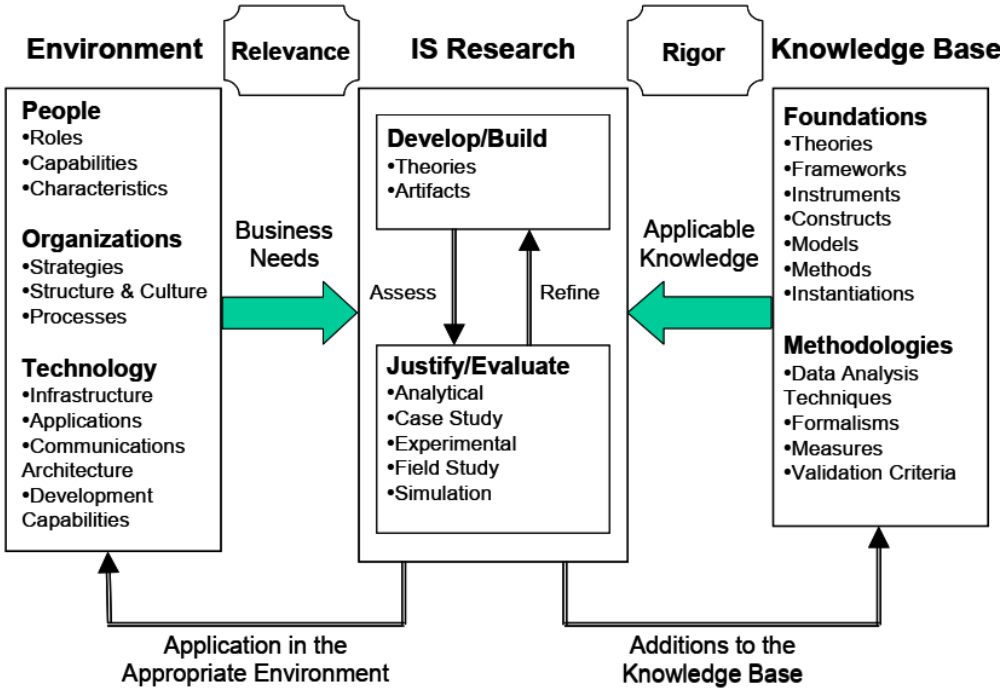 Environment
Relevance
IS Research
Rigor
Knowledge Base
People
•Roles
•Capabilities
•Characteristics
Organizations
•Strategies
•Structure & Culture
•Processes
Technology
•Infrastructure
•Applications
•Communications
Architecture
•Development
Capabilities
Business
Needs
Develop/Build
•Theories
•Artifacts
Assess
Refine
Justify/Evaluate
•Analytical
•Case Study
•Experimental
•Field Study
•Simulation
Applicable
Knowledge
Foundations
•Theories
•Frameworks
•Instruments
•Constructs
•Models
•Methods
•Instantiations
Methodologies
•Data Analysis
Techniques
•Formalisms
•Measures
•Validation Criteria
Application in the
Appropriate Environment
Additions to the
Knowledge Base